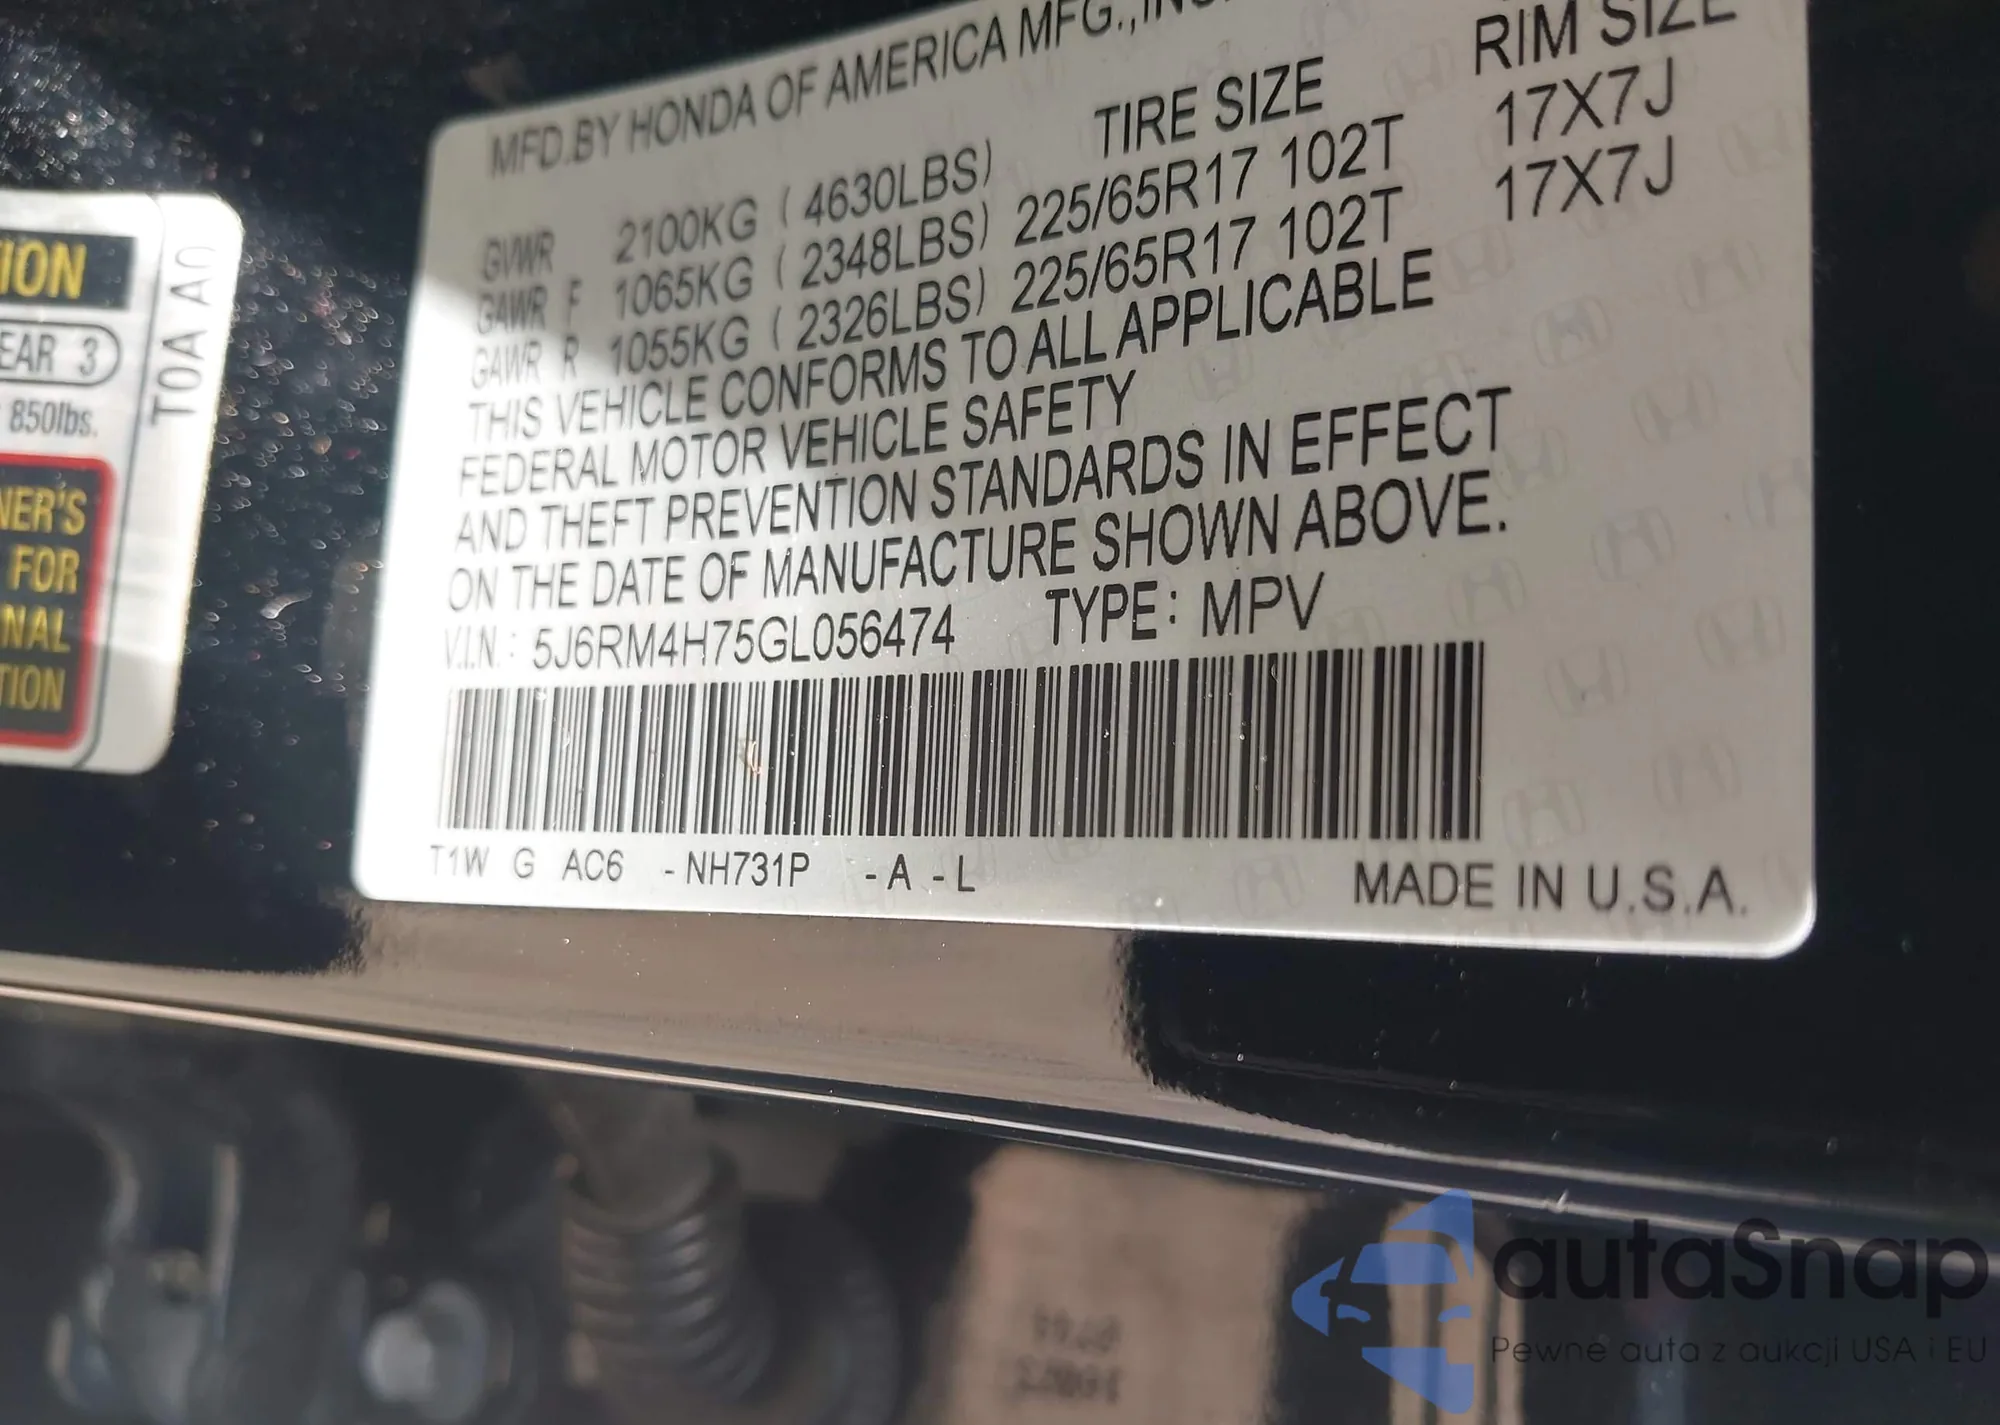 MFD.BY HONDA OF AMERICA MFG.,INC.
TIRE SIZE RIM SIZE
GVWR 2100KG ( 4630LBS)
GAWR F 1065KG ( 2348LBS) 225/65R17 102T 17X7J
GAWR R 1055KG ( 2326LBS) 225/65R17 102T 17X7J
THIS VEHICLE CONFORMS TO ALL APPLICABLE
FEDERAL MOTOR VEHICLE SAFETY
AND THEFT PREVENTION STANDARDS IN EFFECT
ON THE DATE OF MANUFACTURE SHOWN ABOVE.
V.I.N.: 5J6RM4H75GL056474 TYPE: MPV
T1W G AC6 -NH731P -A -L
MADE IN U.S.A.
ION
EAR 3
850lbs.
NER'S
FOR
NAL
TION
T0A A0
autaSnap
Pewne auta z aukcji USA i EU